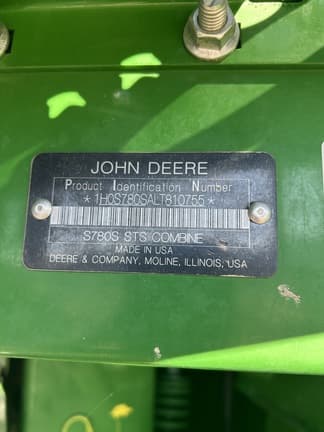 JOHN DEERE
Product Identification Number
*1H0S780SALT810755*
S780S STS COMBINE
MADE IN USA
DEERE & COMPANY, MOLINE, ILLINOIS, USA